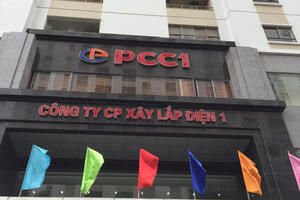 PCC1
CÔNG TY CP XÂY LẮP ĐIỆN 1